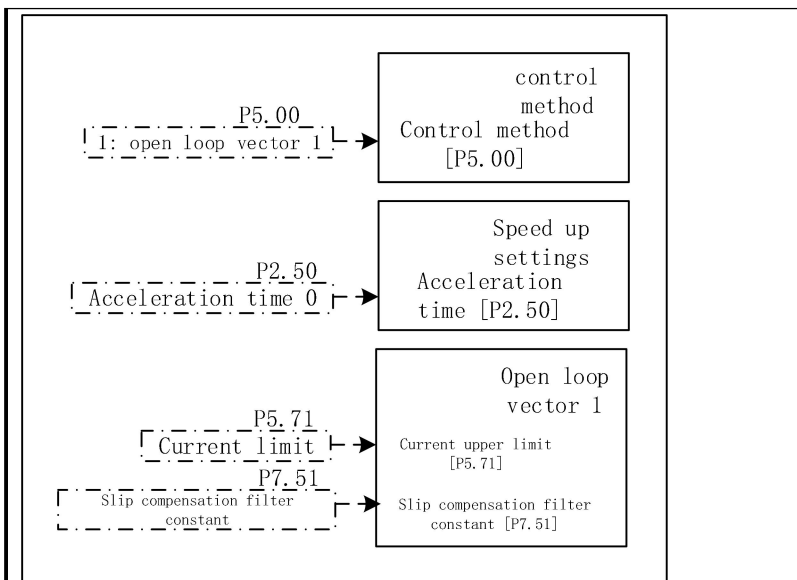 P5.00
1: open loop vector 1
control
method
Control method
[P5.00]
P2.50
Acceleration time 0
Speed up
settings
Acceleration
time [P2.50]
P5.71
Current limit
P7.51
Slip compensation filter
constant
Open loop
vector 1
Current upper limit
[P5.71]
Slip compensation filter
constant [P7.51]